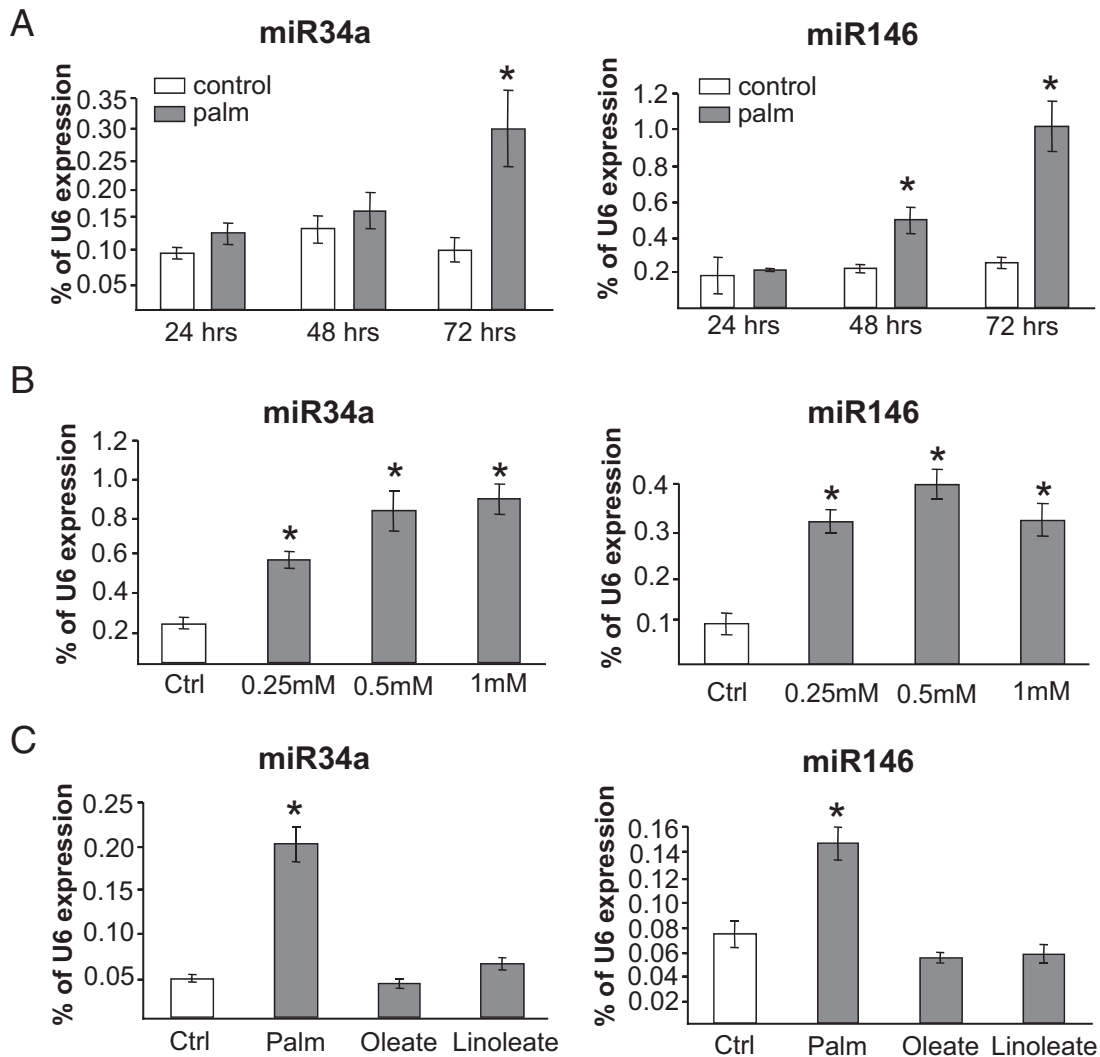 A
miR34a
control
palm
*
% of U6 expression
0.35
0.30
0.25
0.20
0.15
0.10
0.05
24 hrs 48 hrs 72 hrs
miR146
control
palm
*
*
% of U6 expression
1.2
1.0
0.8
0.6
0.4
0.2
24 hrs 48 hrs 72 hrs
B
miR34a
% of U6 expression
1.2
1.0
0.8
0.6
0.4
0.2
* * *
Ctrl 0.25mM 0.5mM 1mM
miR146
% of U6 expression
0.4
0.3
0.2
0.1
* * *
Ctrl 0.25mM 0.5mM 1mM
C
miR34a
% of U6 expression
0.25
0.20
0.15
0.10
0.05
*
Ctrl Palm Oleate Linoleate
miR146
% of U6 expression
0.16
0.14
0.12
0.10
0.08
0.06
0.04
0.02
*
Ctrl Palm Oleate Linoleate